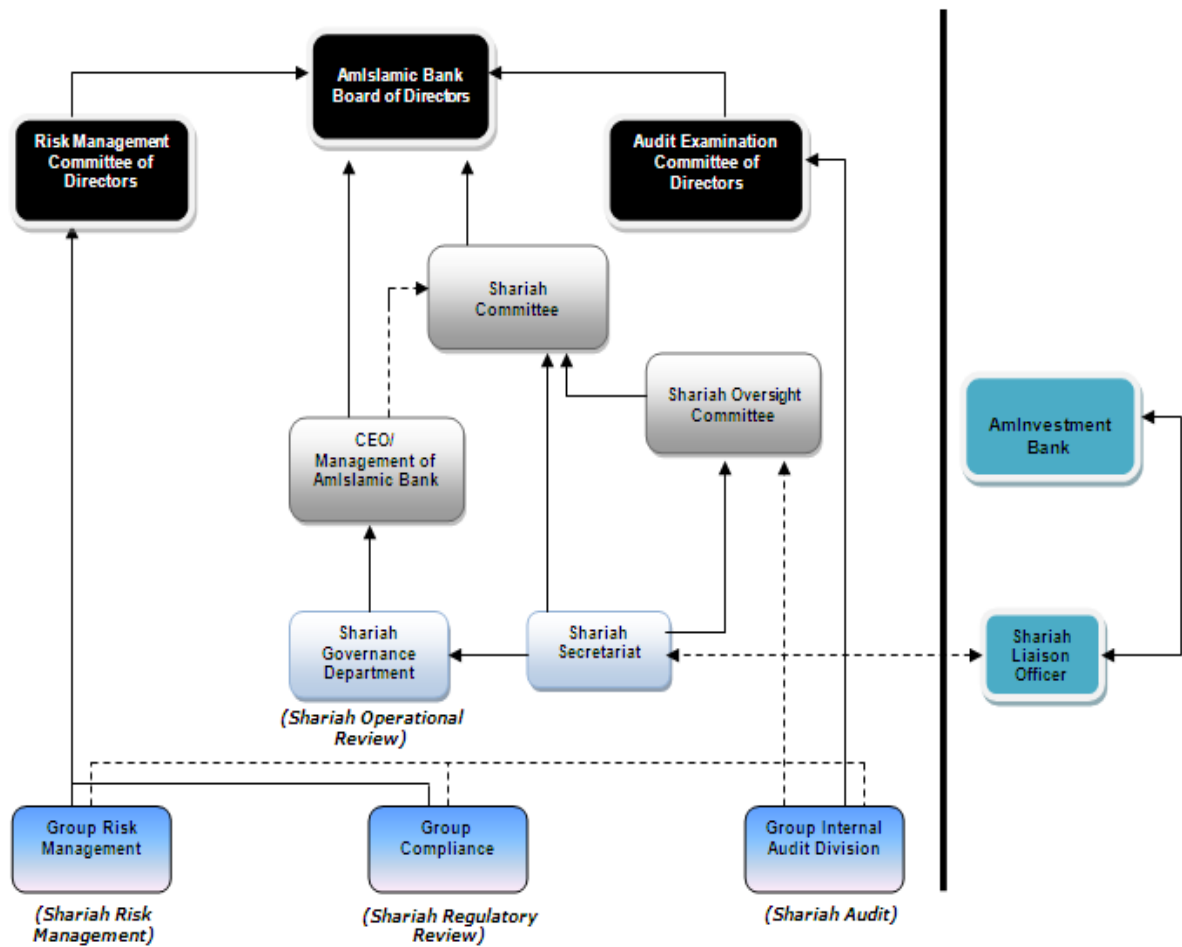 AmIslamic Bank
Board of Directors
Risk Management
Committee of
Directors
Audit Examination
Committee of
Directors
Shariah
Committee
Shariah Oversight
Committee
AmInvestment
Bank
CEO/
Management of
AmIslamic Bank
Shariah
Governance
Department
Shariah
Secretariat
Shariah
Liaison
Officer
(Shariah Operational
Review)
Group Risk
Management
Group
Compliance
Group Internal
Audit Division
(Shariah Risk
Management)
(Shariah Regulatory
Review)
(Shariah Audit)